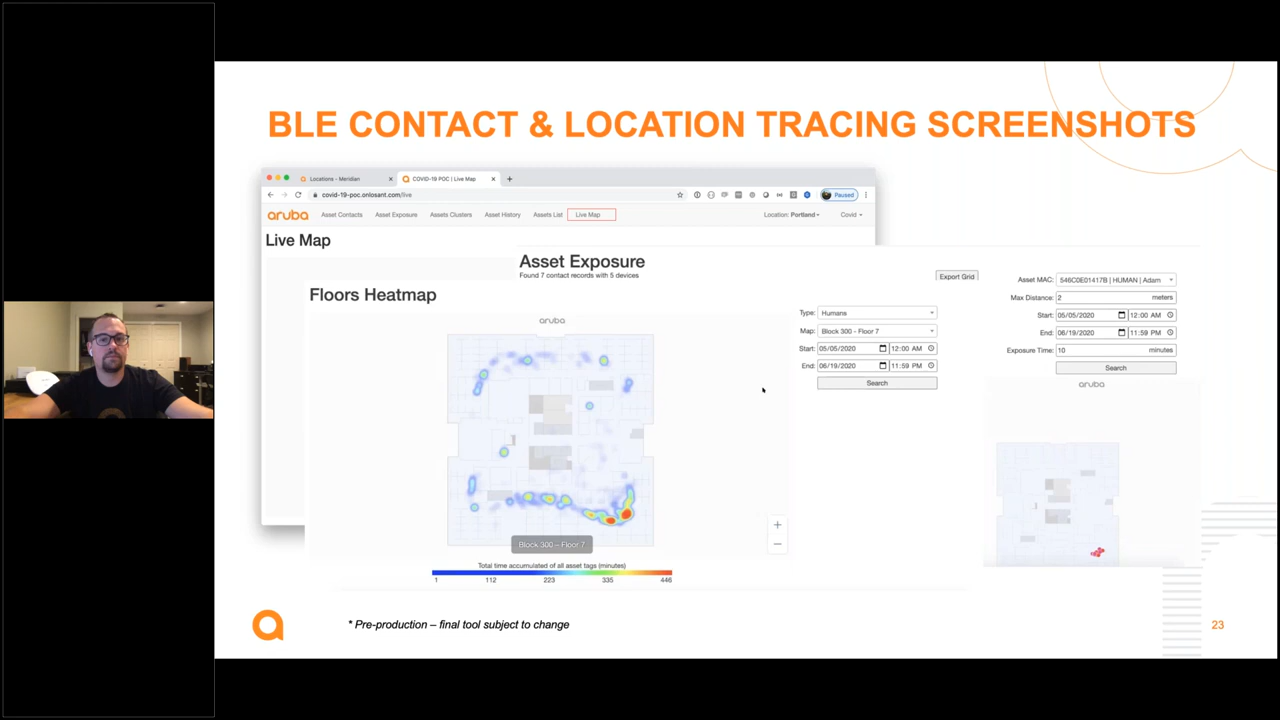 BLE CONTACT & LOCATION TRACING SCREENSHOTS
Locations - Meridian
COVID-19 POC | Live Map
covid-19-poc.onlosant.com/live
Paused
aruba
Asset Contacts
Asset Exposure
Assets Clusters
Asset History
Assets List
Live Map
Location: Portland
Covid
Live Map
Asset Exposure
Found 7 contact records with 5 devices
Export Grid
Asset MAC: 546C0E01417B | HUMAN | Adam
Max Distance: 2 meters
Start: 05/05/2020 12:00 AM
End: 06/19/2020 11:59 PM
Exposure Time: 10 minutes
Search
aruba
Floors Heatmap
aruba
Type: Humans
Map: Block 300 - Floor 7
Start: 05/05/2020 12:00 AM
End: 06/19/2020 11:59 PM
Search
Block 300 – Floor 7
Total time accumulated of all asset tags (minutes)
1 112 223 335 446
* Pre-production – final tool subject to change
23